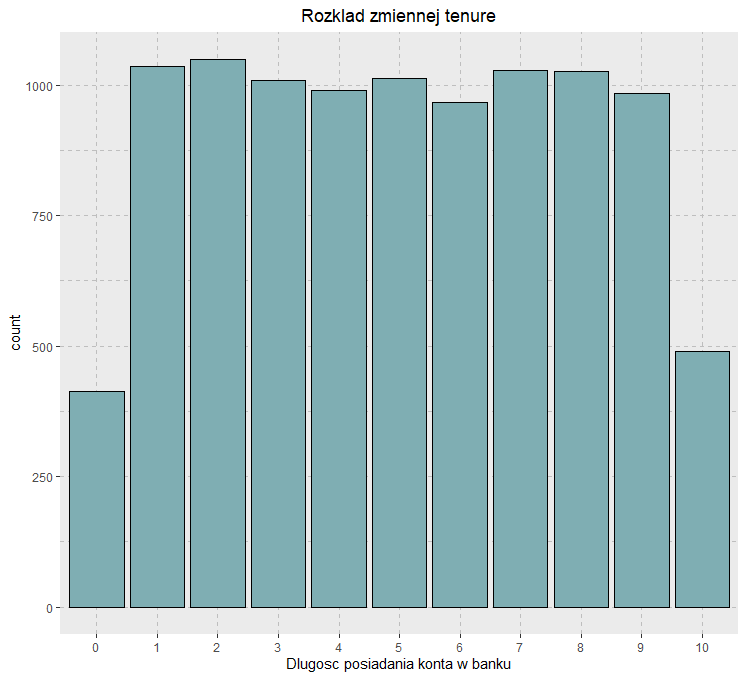 Rozklad zmiennej tenure
count
1000
750
500
250
0
0 1 2 3 4 5 6 7 8 9 10
Dlugosc posiadania konta w banku